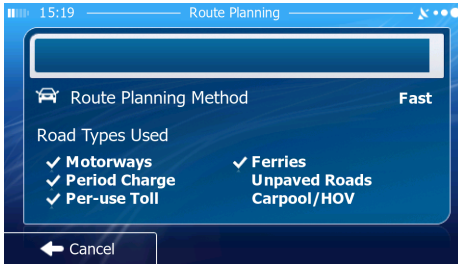 15:19 Route Planning
Route Planning Method Fast
Road Types Used
Motorways Ferries
Period Charge Unpaved Roads
Per-use Toll Carpool/HOV
Cancel